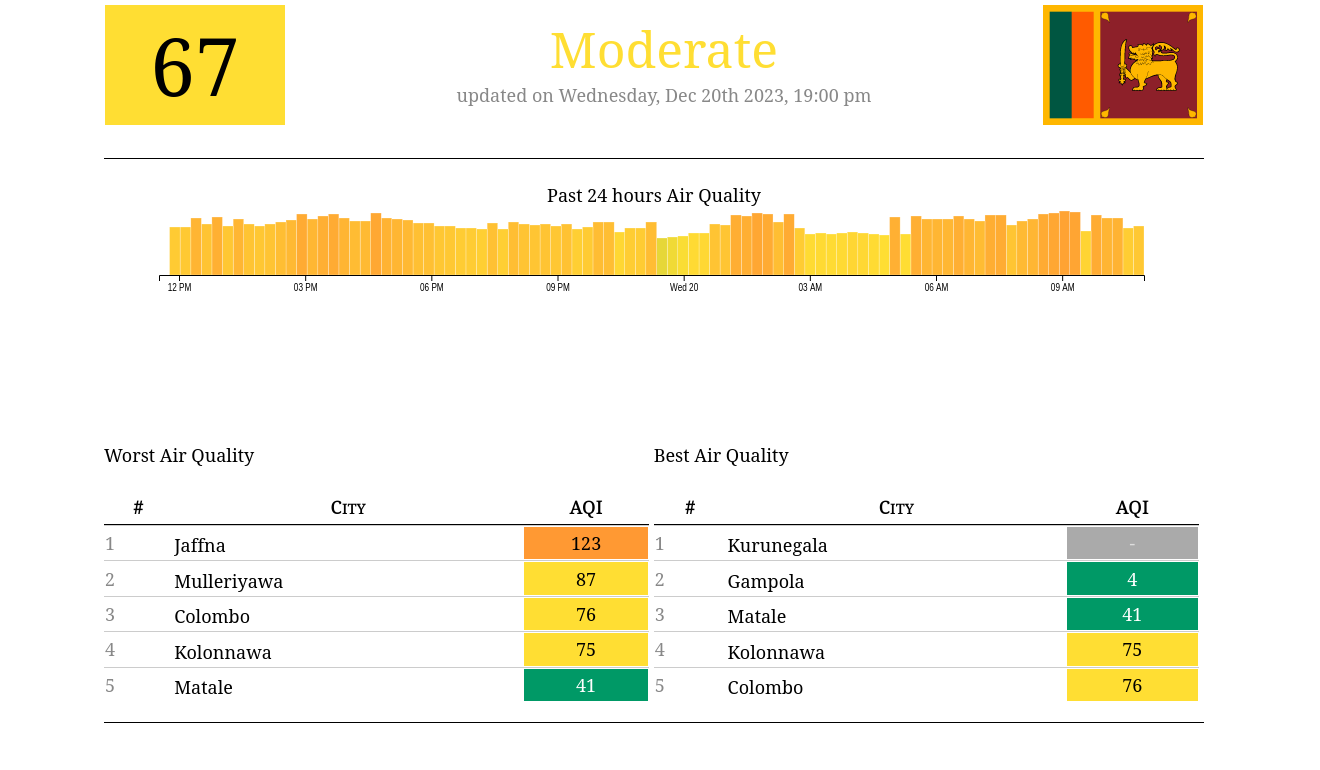 67
Moderate
updated on Wednesday, Dec 20th 2023, 19:00 pm
Past 24 hours Air Quality
12 PM 03 PM 06 PM 09 PM Wed 20 03 AM 06 AM 09 AM
Worst Air Quality
# City AQI
1 Jaffna 123
2 Mulleriyawa 87
3 Colombo 76
4 Kolonnawa 75
5 Matale 41
Best Air Quality
# City AQI
1 Kurunegala -
2 Gampola 4
3 Matale 41
4 Kolonnawa 75
5 Colombo 76